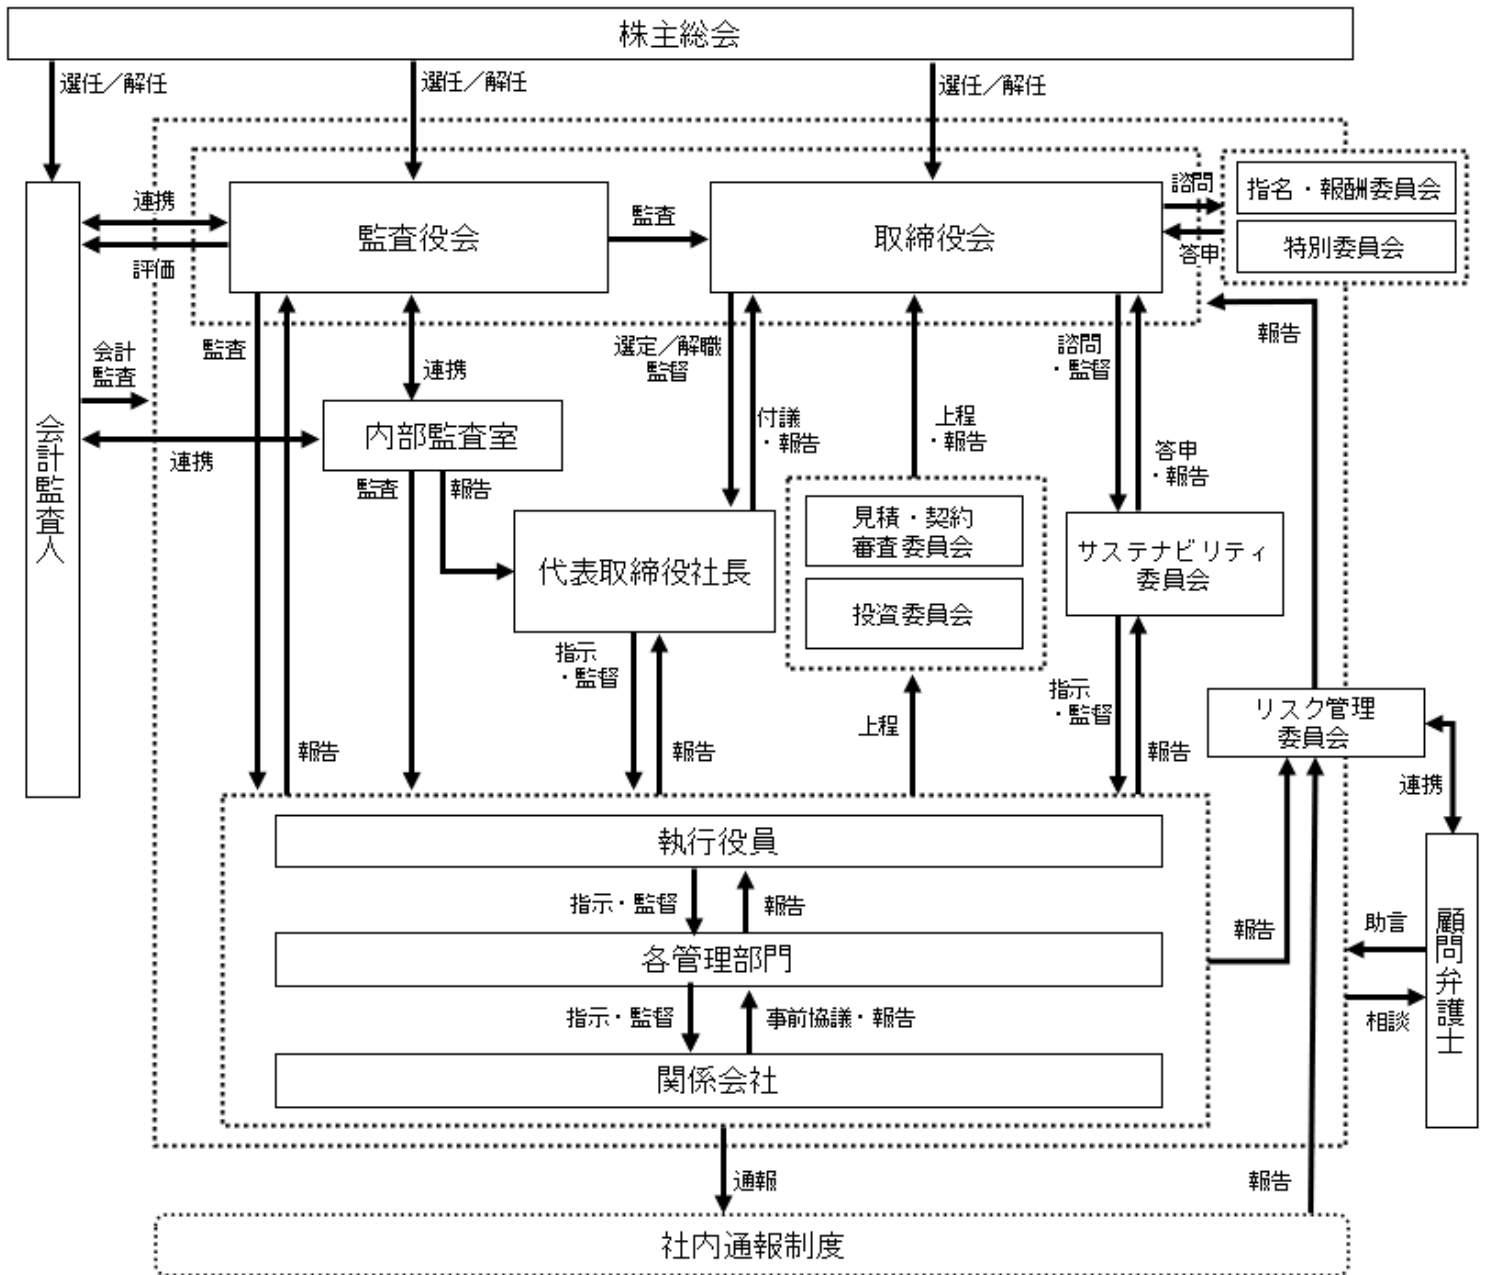 株主総会
選任／解任
選任／解任
選任／解任
監査役会
取締役会
指名・報酬委員会
特別委員会
連携
評価
監査
諮問
答申
会計
監査
会計監査人
連携
監査
連携
内部監査室
監査
報告
選定／解職
監督
付議
・報告
上程
・報告
諮問
・監督
答申
・報告
報告
代表取締役社長
見積・契約
審査委員会
投資委員会
サステナビリティ
委員会
指示
・監督
報告
報告
上程
指示
・監督
報告
リスク管理
委員会
連携
執行役員
指示・監督
報告
各管理部門
指示・監督
事前協議・報告
関係会社
報告
助言
相談
顧問弁護士
通報
報告
社内通報制度